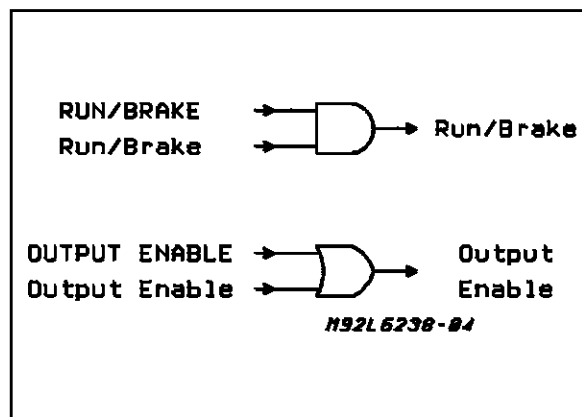 RUN/BRAKE
Run/Brake
Run/Brake
OUTPUT ENABLE
Output Enable
Output
Enable
M92L6238-04